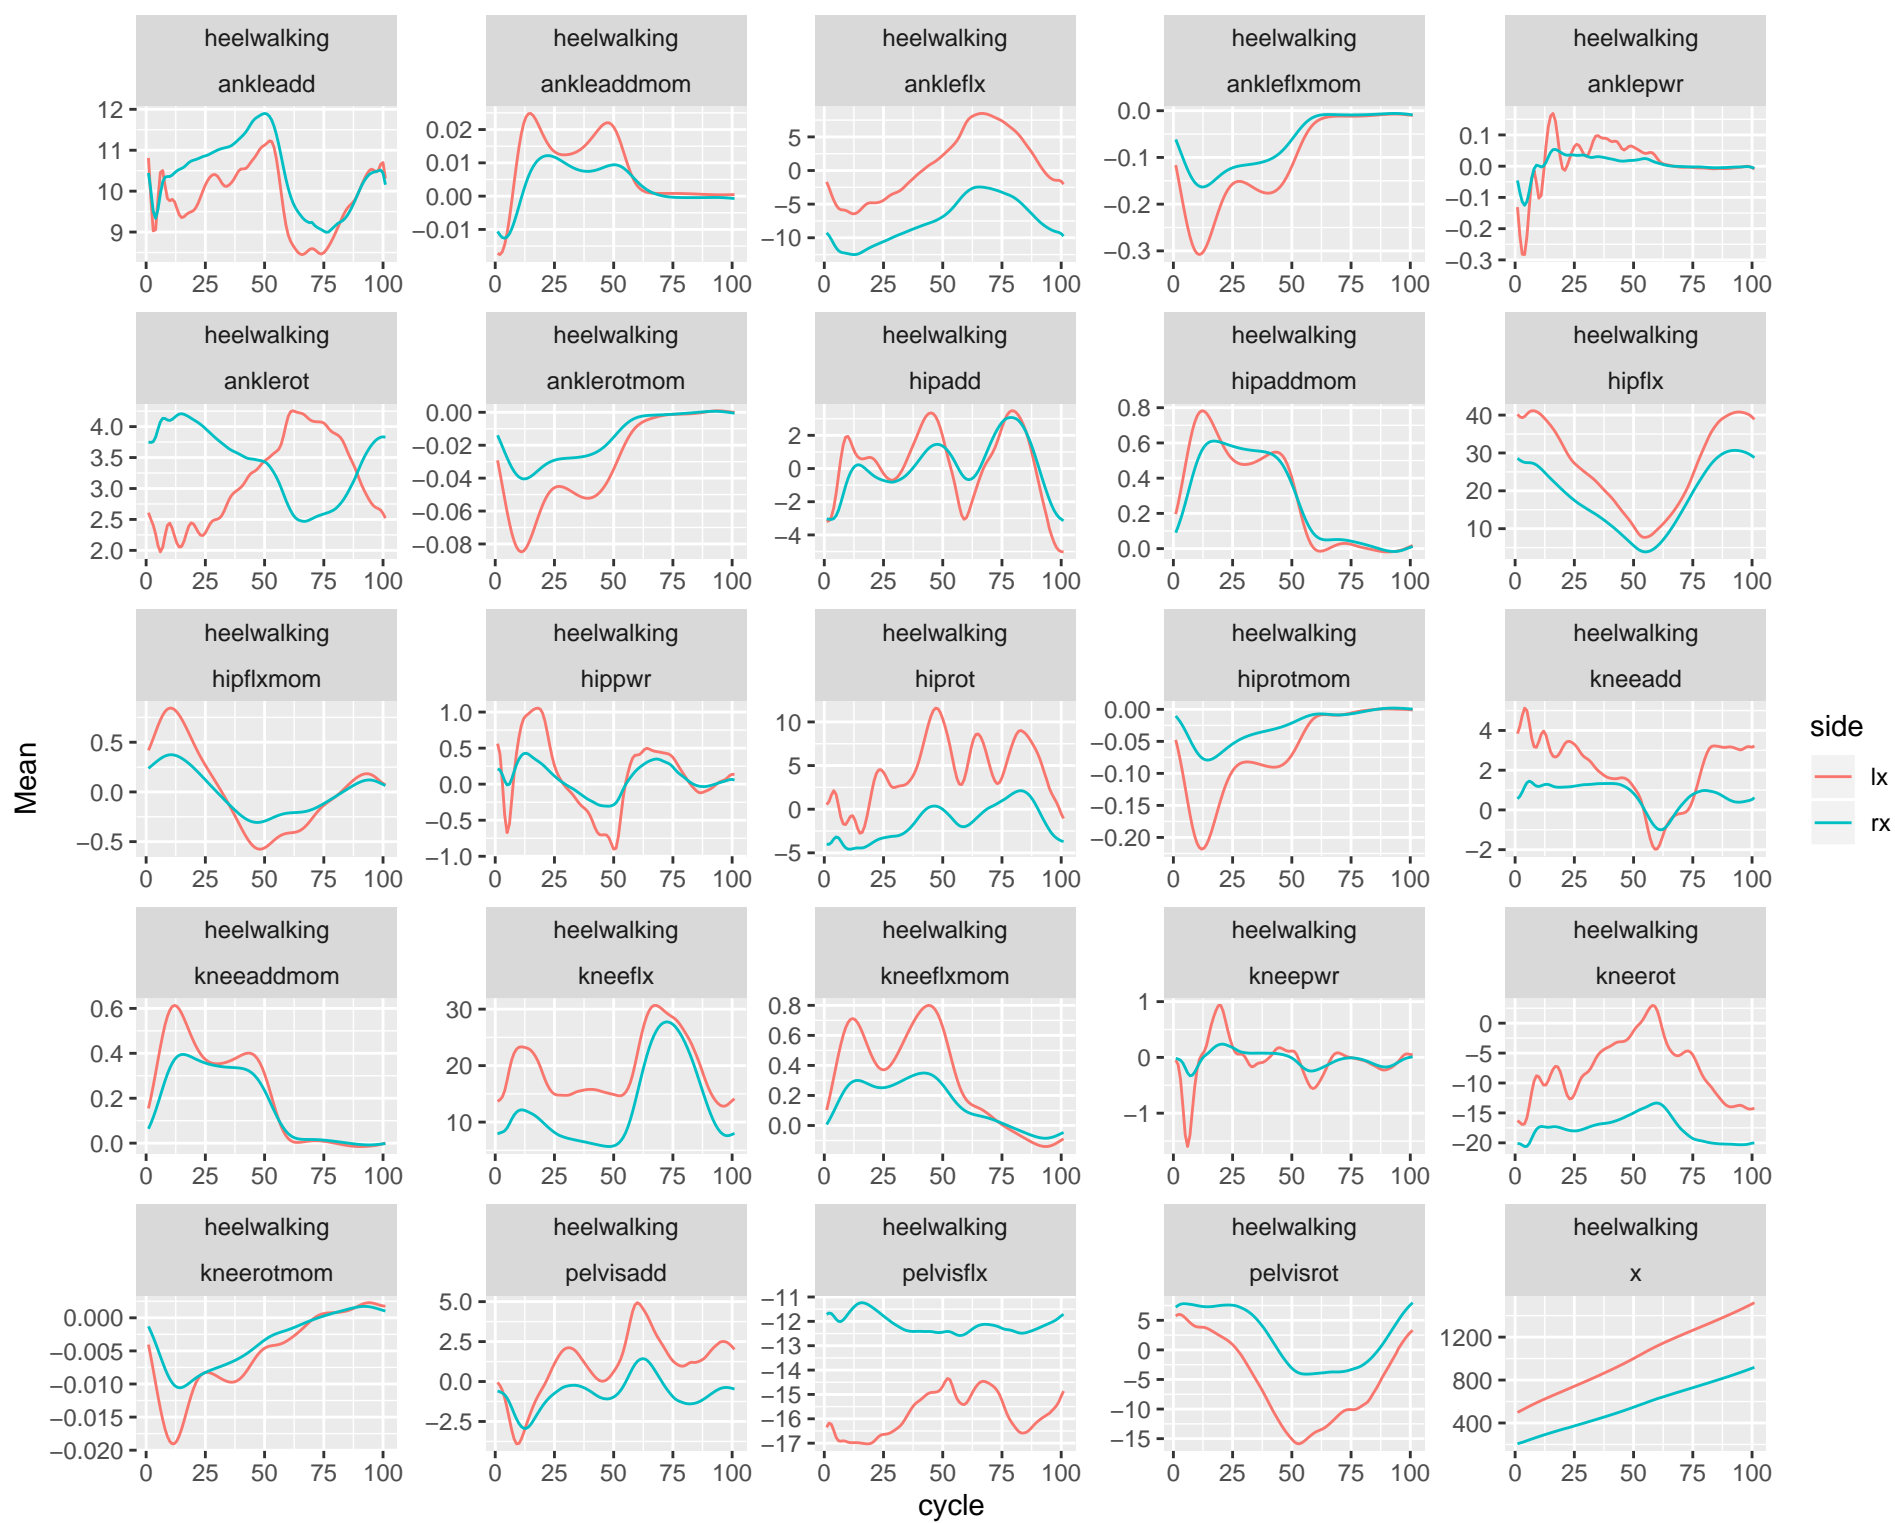 heelwalking
ankleadd
heelwalking
ankleaddmom
heelwalking
ankleflx
heelwalking
ankleflxmom
heelwalking
anklepwr
12
11
10
9
0 25 50 75 100
0.02
0.01
0.00
−0.01
0 25 50 75 100
5
0
−5
−10
0 25 50 75 100
0.0
−0.1
−0.2
−0.3
0 25 50 75 100
0.1
0.0
−0.1
−0.2
−0.3
0 25 50 75 100
heelwalking
anklerot
heelwalking
anklerotmom
heelwalking
hipadd
heelwalking
hipaddmom
heelwalking
hipflx
4.0
3.5
3.0
2.5
2.0
0 25 50 75 100
0.00
−0.02
−0.04
−0.06
−0.08
0 25 50 75 100
2
0
−2
−4
0 25 50 75 100
0.8
0.6
0.4
0.2
0.0
0 25 50 75 100
40
30
20
10
0 25 50 75 100
heelwalking
hipflxmom
heelwalking
hippwr
heelwalking
hiprot
heelwalking
hiprotmom
heelwalking
kneeadd
0.5
0.0
−0.5
0 25 50 75 100
1.0
0.5
0.0
−0.5
−1.0
0 25 50 75 100
10
5
0
−5
0 25 50 75 100
0.00
−0.05
−0.10
−0.15
−0.20
0 25 50 75 100
4
2
0
−2
0 25 50 75 100
heelwalking
kneeaddmom
heelwalking
kneeflx
heelwalking
kneeflxmom
heelwalking
kneepwr
heelwalking
kneerot
0.6
0.4
0.2
0.0
0 25 50 75 100
30
20
10
0 25 50 75 100
0.8
0.6
0.4
0.2
0.0
0 25 50 75 100
1
0
−1
0 25 50 75 100
0
−5
−10
−15
−20
0 25 50 75 100
heelwalking
kneerotmom
heelwalking
pelvisadd
heelwalking
pelvisflx
heelwalking
pelvisrot
heelwalking
x
0.000
−0.005
−0.010
−0.015
−0.020
0 25 50 75 100
5.0
2.5
0.0
−2.5
0 25 50 75 100
−11
−12
−13
−14
−15
−16
−17
0 25 50 75 100
5
0
−5
−10
−15
0 25 50 75 100
1200
800
400
0 25 50 75 100
cycle
Mean
side
lx
rx